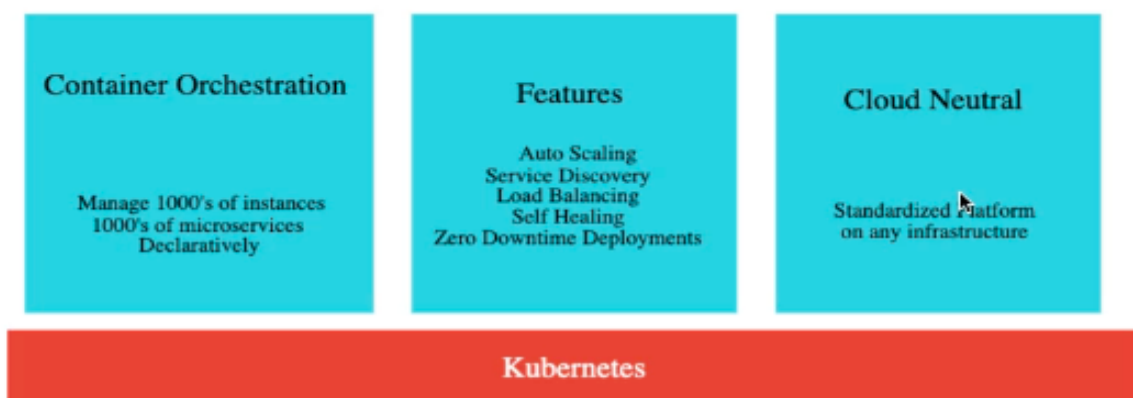 Container Orchestration
Manage 1000's of instances
1000's of microservices
Declaratively
Features
Auto Scaling
Service Discovery
Load Balancing
Self Healing
Zero Downtime Deployments
Cloud Neutral
Standardized Platform
on any infrastructure
Kubernetes